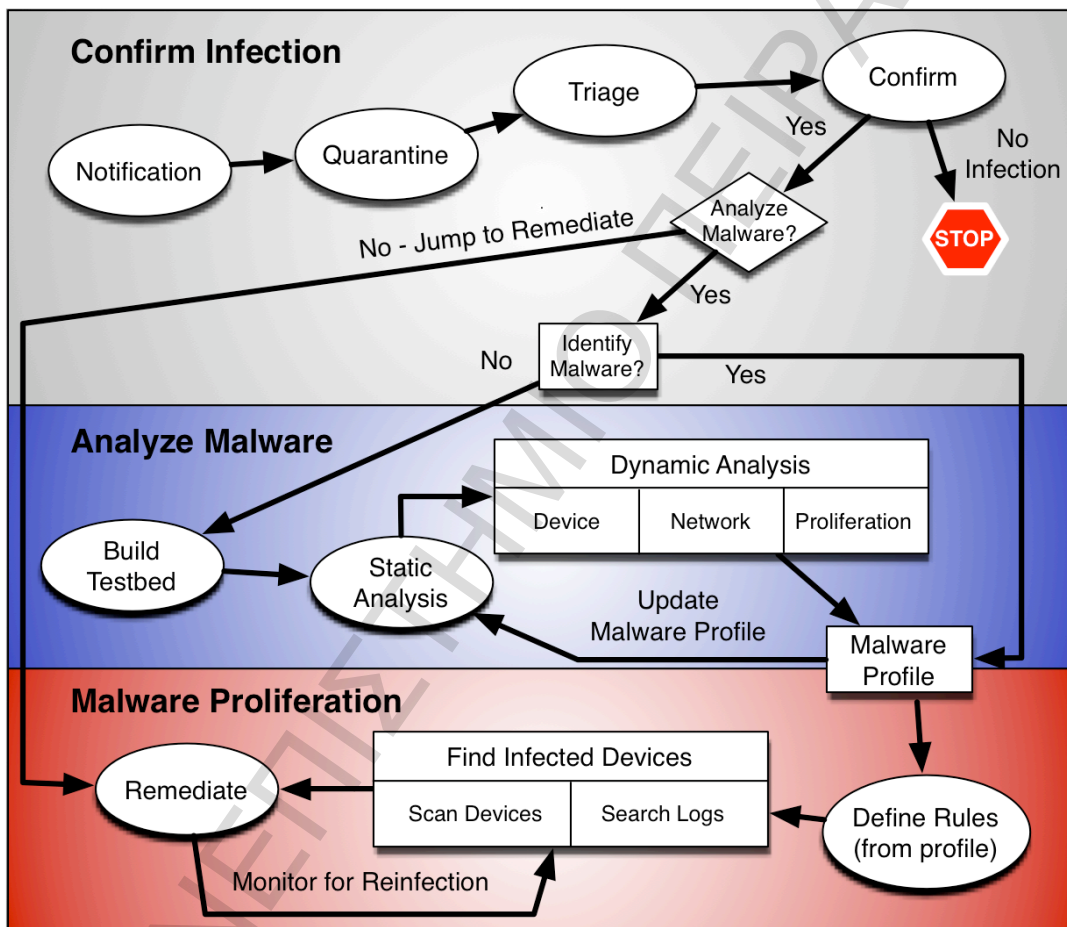 Confirm Infection
Notification
Quarantine
Triage
Confirm
Yes
No
Infection
STOP
Analyze
Malware?
No - Jump to Remediate
Yes
Identify
Malware?
No
Yes
Analyze Malware
Dynamic Analysis
Device
Network
Proliferation
Build
Testbed
Static
Analysis
Update
Malware Profile
Malware
Profile
Malware Proliferation
Remediate
Find Infected Devices
Scan Devices
Search Logs
Define Rules
(from profile)
Monitor for Reinfection
ΝΕΠΙΣΤΗΜΙΟ ΠΕΙΡΑ